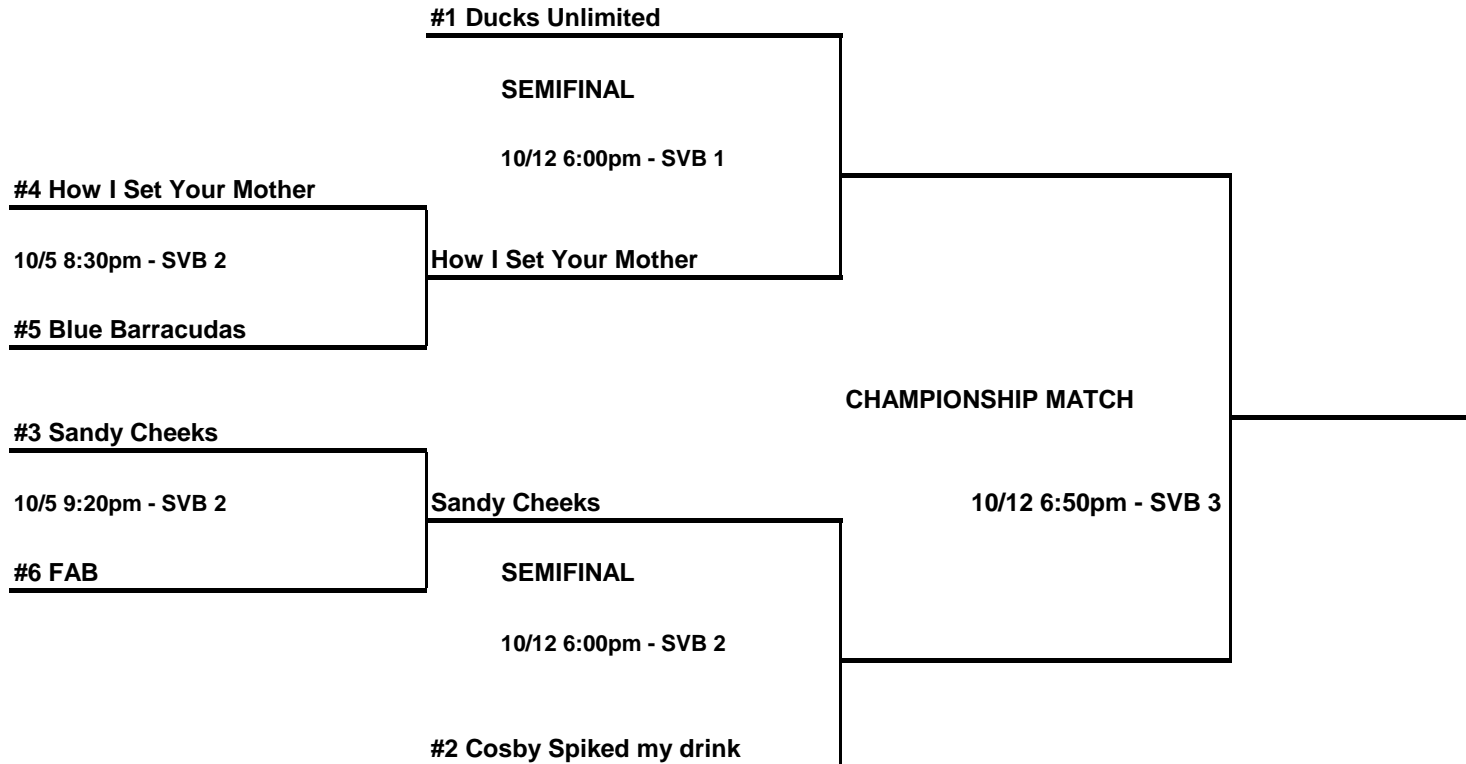 #1 Ducks Unlimited
SEMIFINAL
10/12 6:00pm - SVB 1
#4 How I Set Your Mother
10/5 8:30pm - SVB 2
How I Set Your Mother
#5 Blue Barracudas
CHAMPIONSHIP MATCH
#3 Sandy Cheeks
10/5 9:20pm - SVB 2
Sandy Cheeks
10/12 6:50pm - SVB 3
#6 FAB
SEMIFINAL
10/12 6:00pm - SVB 2
#2 Cosby Spiked my drink